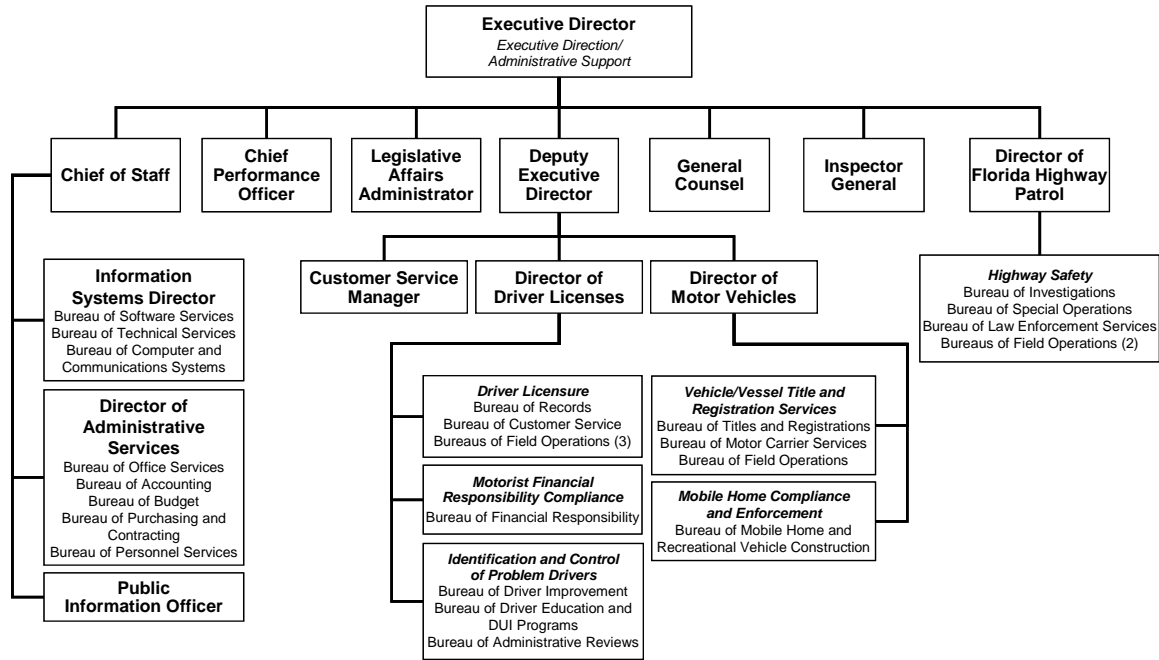 Executive Director
Executive Direction/
Administrative Support
Chief of Staff
Chief
Performance
Officer
Legislative
Affairs
Administrator
Deputy
Executive
Director
General
Counsel
Inspector
General
Director of
Florida Highway
Patrol
Information
Systems Director
Bureau of Software Services
Bureau of Technical Services
Bureau of Computer and
Communications Systems
Director of
Administrative
Services
Bureau of Office Services
Bureau of Accounting
Bureau of Budget
Bureau of Purchasing and
Contracting
Bureau of Personnel Services
Public
Information Officer
Customer Service
Manager
Director of
Driver Licenses
Director of
Motor Vehicles
Highway Safety
Bureau of Investigations
Bureau of Special Operations
Bureau of Law Enforcement Services
Bureaus of Field Operations (2)
Driver Licensure
Bureau of Records
Bureau of Customer Service
Bureaus of Field Operations (3)
Motorist Financial
Responsibility Compliance
Bureau of Financial Responsibility
Identification and Control
of Problem Drivers
Bureau of Driver Improvement
Bureau of Driver Education and
DUI Programs
Bureau of Administrative Reviews
Vehicle/Vessel Title and
Registration Services
Bureau of Titles and Registrations
Bureau of Motor Carrier Services
Bureau of Field Operations
Mobile Home Compliance
and Enforcement
Bureau of Mobile Home and
Recreational Vehicle Construction